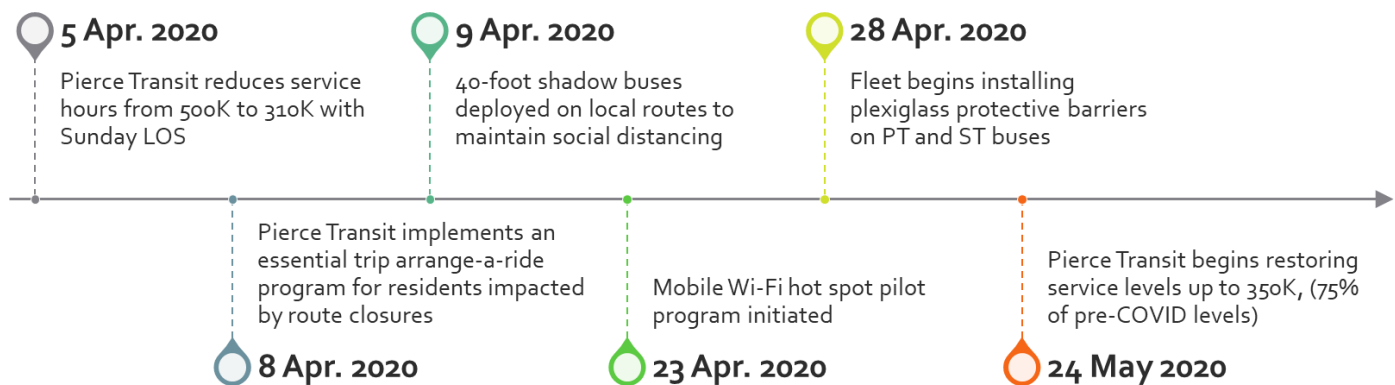 5 Apr. 2020
Pierce Transit reduces service
hours from 500K to 310K with
Sunday LOS
8 Apr. 2020
Pierce Transit implements an
essential trip arrange-a-ride
program for residents impacted
by route closures
9 Apr. 2020
40-foot shadow buses
deployed on local routes to
maintain social distancing
23 Apr. 2020
Mobile Wi-Fi hot spot pilot
program initiated
28 Apr. 2020
Fleet begins installing
plexiglass protective barriers
on PT and ST buses
24 May 2020
Pierce Transit begins restoring
service levels up to 350K, (75%
of pre-COVID levels)